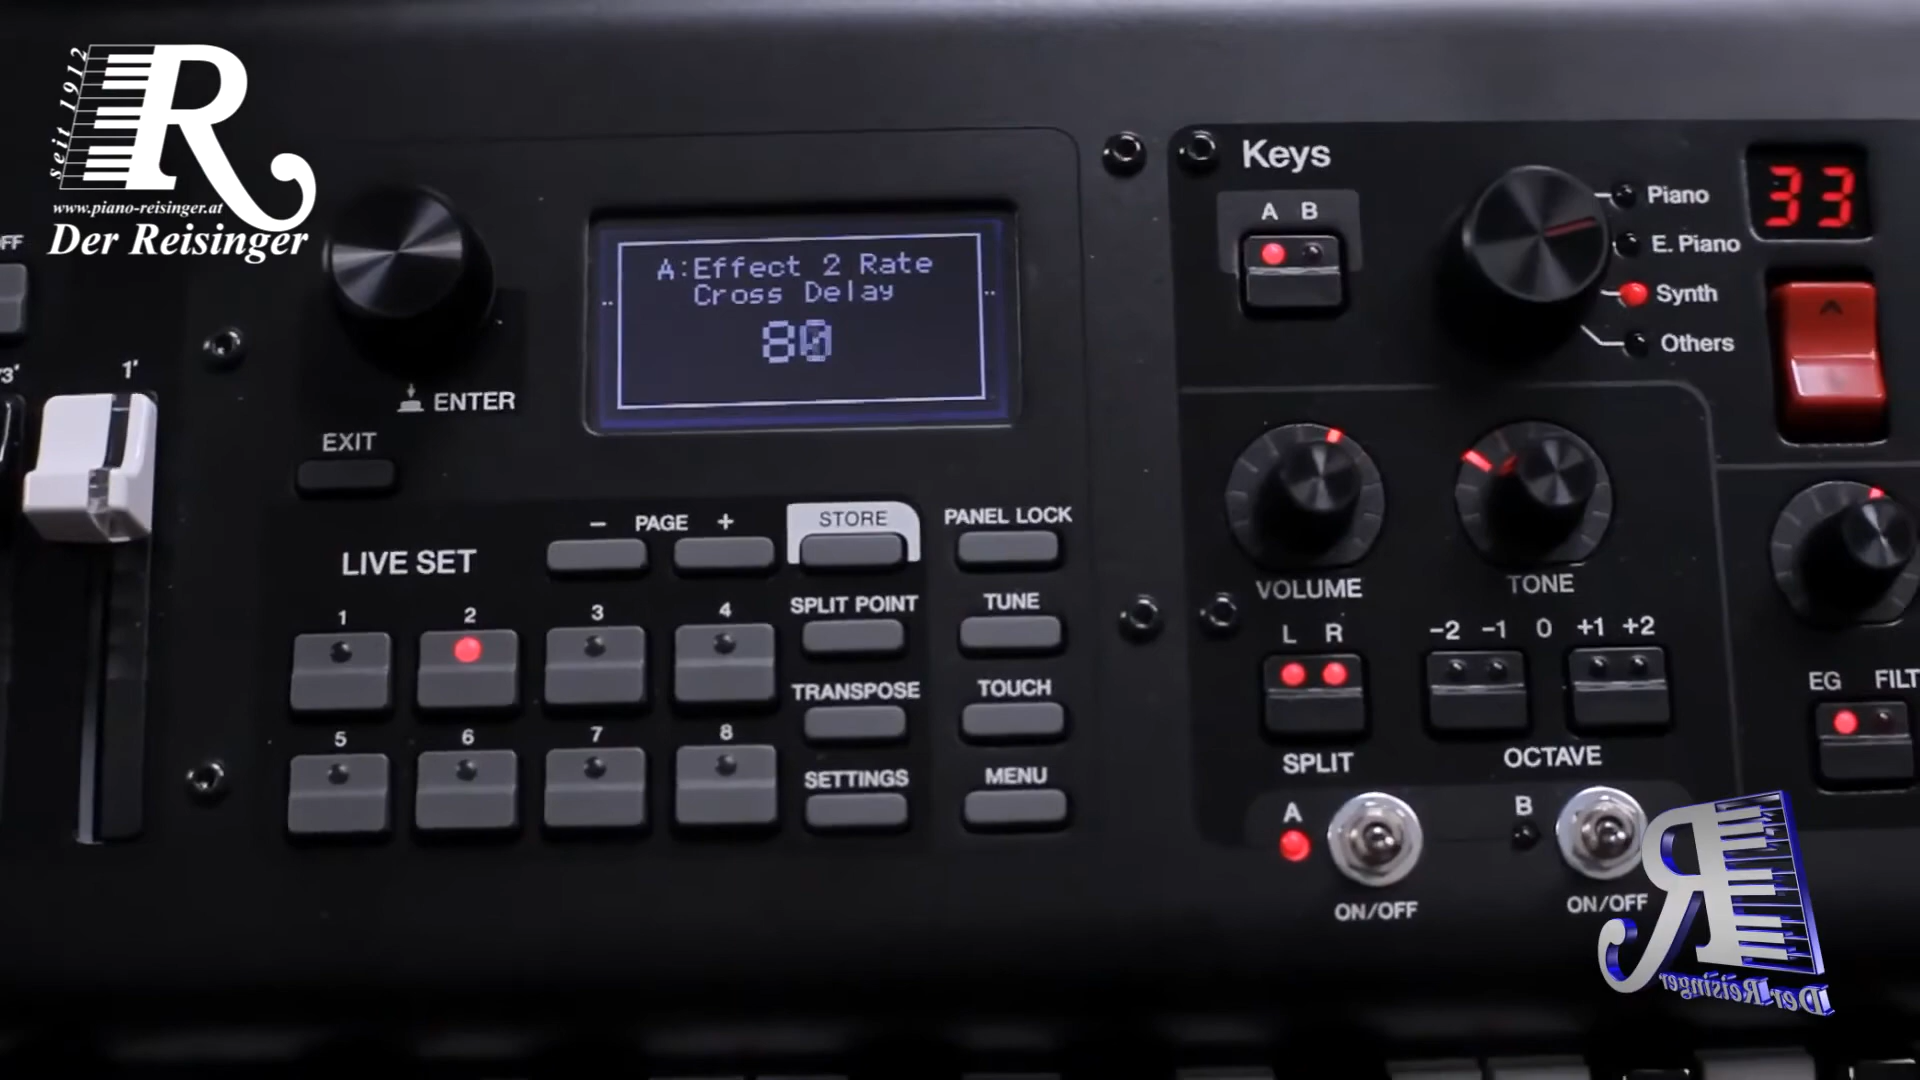 seit 1912
R
www.piano-reisinger.at
Der Reisinger
1'
ENTER
EXIT
A:Effect 2 Rate
Cross Delay
80
LIVE SET
- PAGE +
STORE
PANEL LOCK
1 2 3 4
SPLIT POINT
TUNE
TRANSPOSE
TOUCH
5 6 7 8
SETTINGS
MENU
Keys
A B
Piano
E. Piano
Synth
Others
33
VOLUME
TONE
L R
-2 -1 0 +1 +2
SPLIT
OCTAVE
EG FILT
A
B
ON/OFF
ON/OFF
R
Der Reisinger